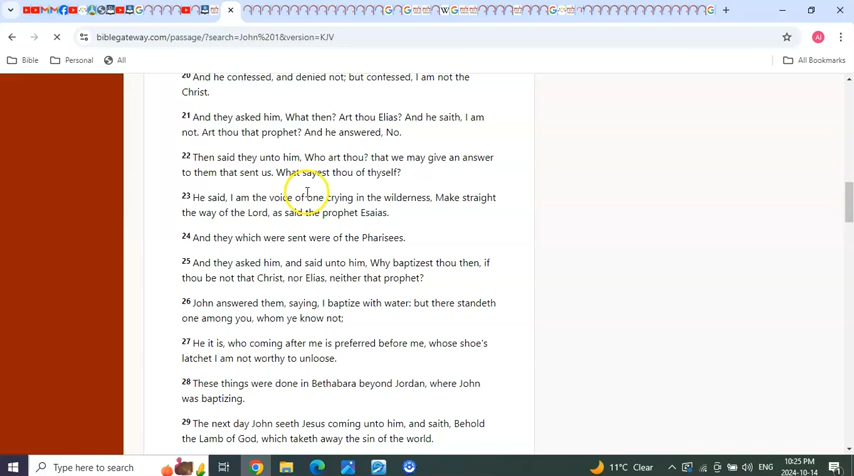 biblegateway.com/passage/?search=John%201&version=KJV
AI
Bible Personal All All Bookmarks
20 And he confessed, and denied not; but confessed, I am not the
Christ.
21 And they asked him, What then? Art thou Elias? And he saith, I am
not. Art thou that prophet? And he answered, No.
22 Then said they unto him, Who art thou? that we may give an answer
to them that sent us. What sayest thou of thyself?
23 He said, I am the voice of one crying in the wilderness, Make straight
the way of the Lord, as said the prophet Esaias.
24 And they which were sent were of the Pharisees.
25 And they asked him, and said unto him, Why baptizest thou then, if
thou be not that Christ, nor Elias, neither that prophet?
26 John answered them, saying, I baptize with water: but there standeth
one among you, whom ye know not;
27 He it is, who coming after me is preferred before me, whose shoe's
latchet I am not worthy to unloose.
28 These things were done in Bethabara beyond Jordan, where John
was baptizing.
29 The next day John seeth Jesus coming unto him, and saith, Behold
the Lamb of God, which taketh away the sin of the world.
Type here to search
11°C Clear
ENG
10:25 PM
2024-10-14